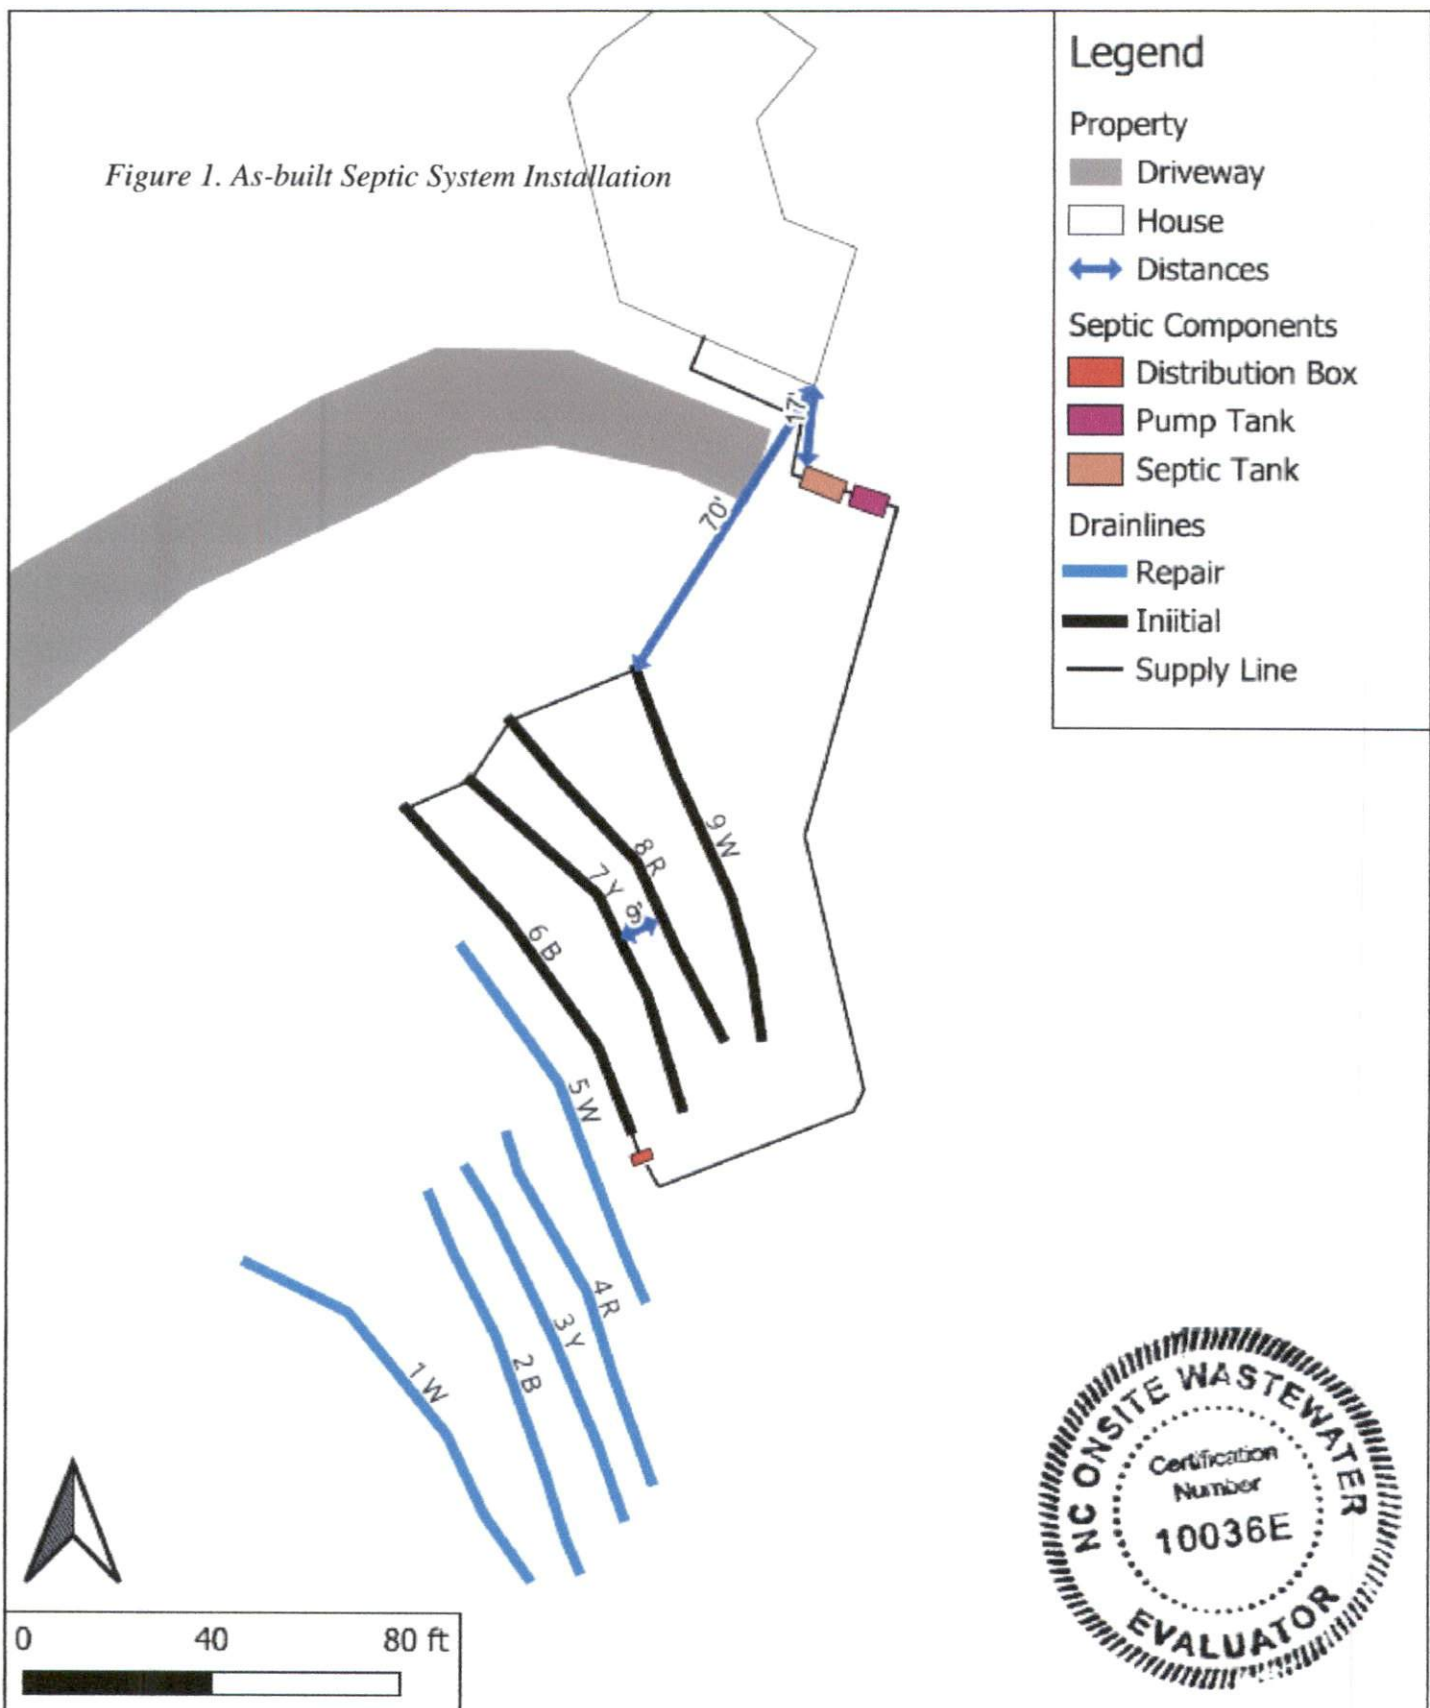 Figure 1. As-built Septic System Installation
Legend
Property
Driveway
House
Distances
Septic Components
Distribution Box
Pump Tank
Septic Tank
Drainlines
Repair
Iniitial
Supply Line
17'
70'
9 W
8 R
7 Y
9'
6 B
5 W
4 R
3 Y
2 B
1 W
NC ONSITE WASTEWATER
Certification
Number
10036E
EVALUATOR
0 40 80 ft